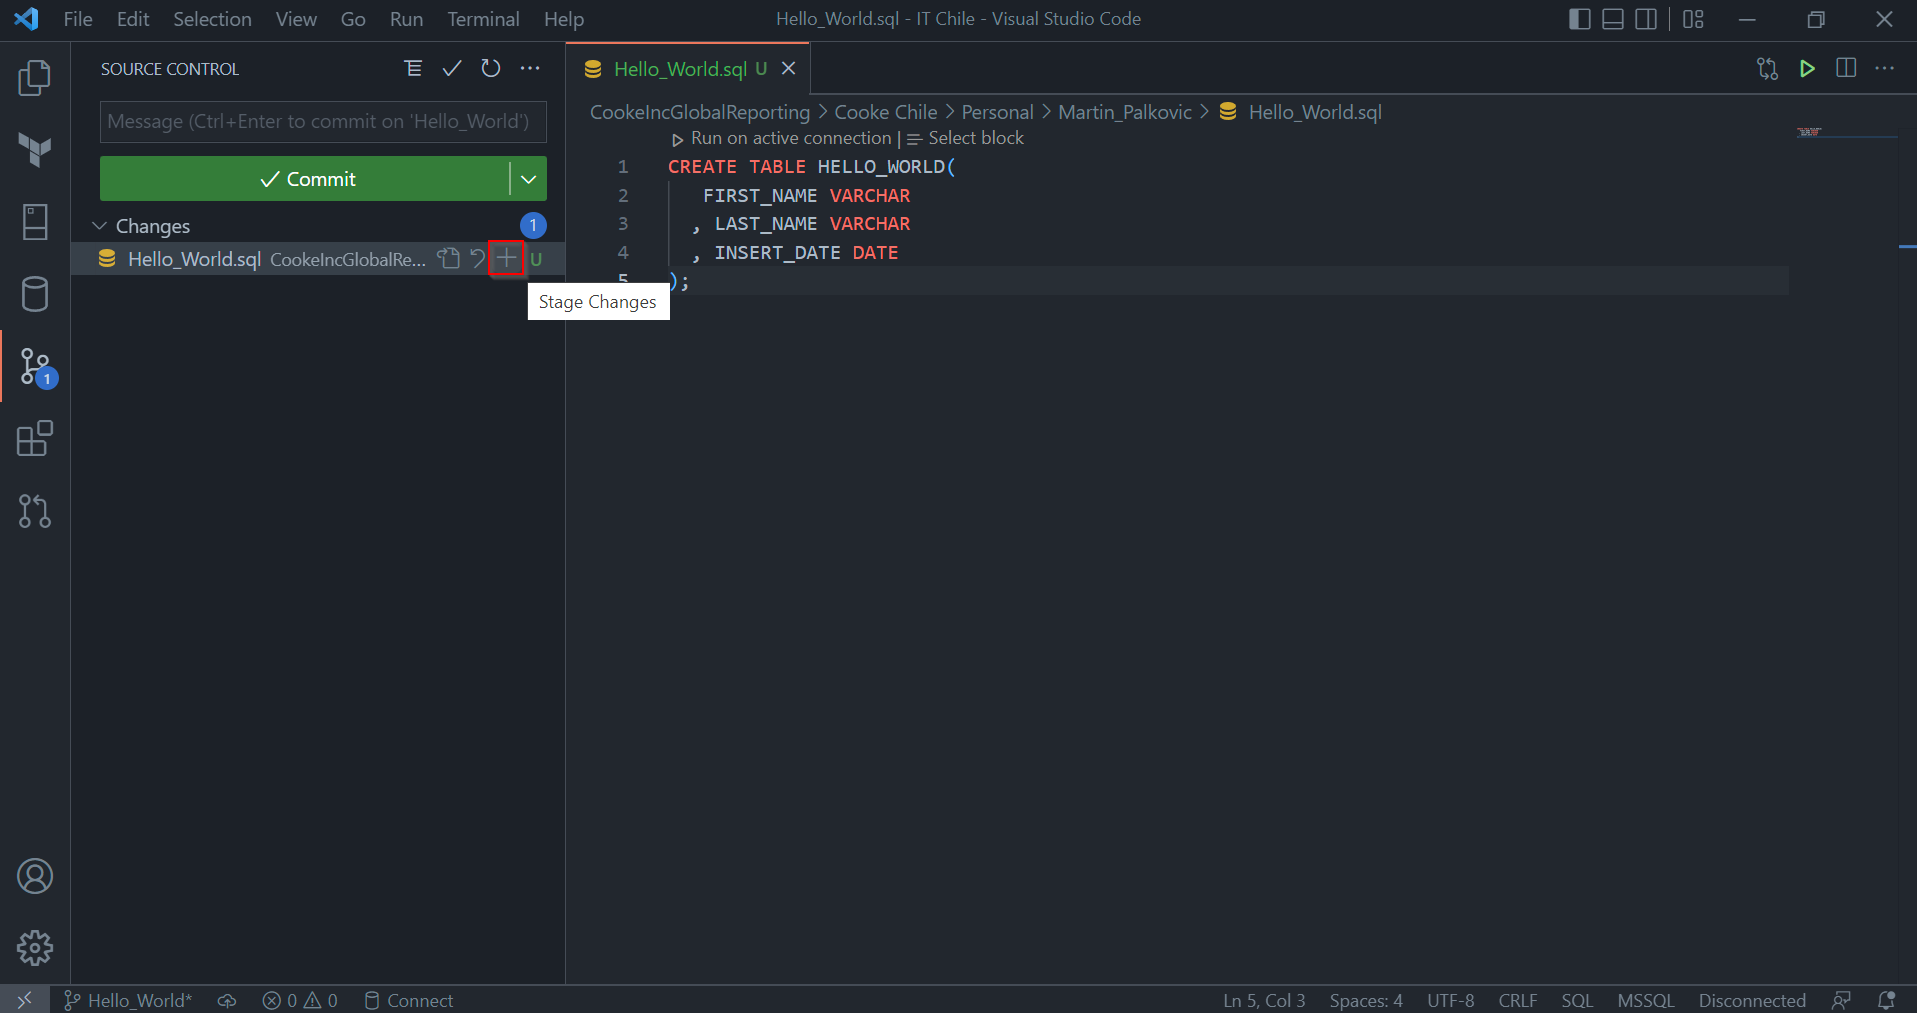 File Edit Selection View Go Run Terminal Help
Hello_World.sql - IT Chile - Visual Studio Code
SOURCE CONTROL
Message (Ctrl+Enter to commit on 'Hello_World')
Commit
Changes 1
Hello_World.sql CookeIncGlobalRe... U
Stage Changes
1
Hello_World.sql U
CookeIncGlobalReporting > Cooke Chile > Personal > Martin_Palkovic > Hello_World.sql
Run on active connection | Select block
1 CREATE TABLE HELLO_WORLD(
2 FIRST_NAME VARCHAR
3 , LAST_NAME VARCHAR
4 , INSERT_DATE DATE
5 );
Hello_World* 0 0 Connect
Ln 5, Col 3 Spaces: 4 UTF-8 CRLF SQL MSSQL Disconnected